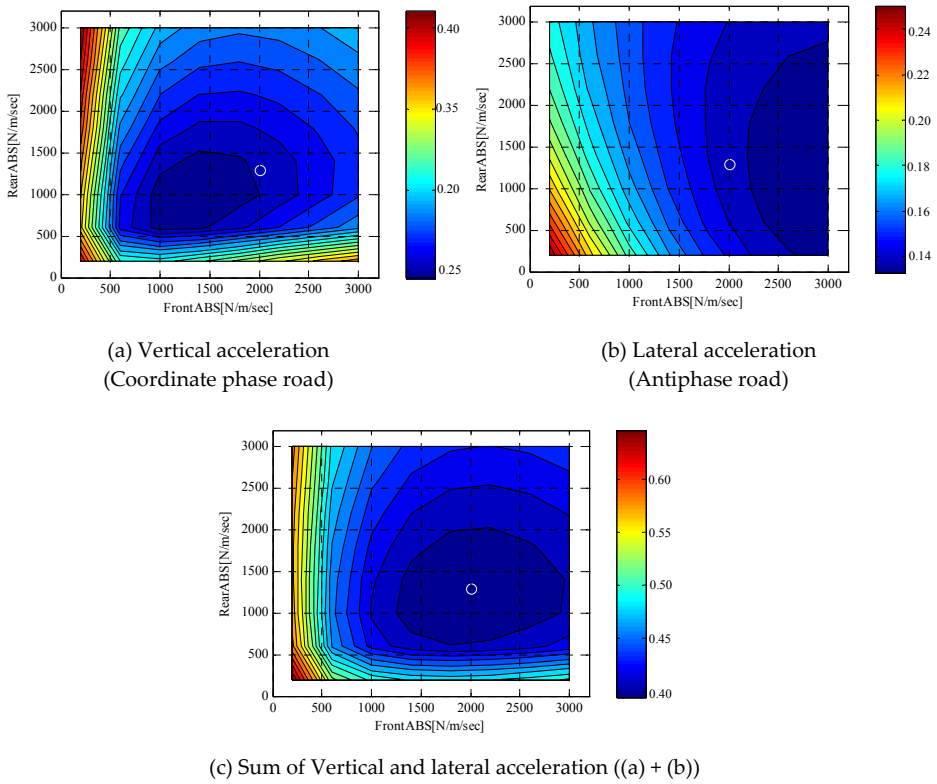 3000
2500
2000
1500
1000
500
0
RearABS[N/m/sec]
0 500 1000 1500 2000 2500 3000
FrontABS[N/m/sec]
0.40
0.35
0.20
0.25
3000
2500
2000
1500
1000
500
0
RearABS[N/m/sec]
0 500 1000 1500 2000 2500 3000
FrontABS[N/m/sec]
0.24
0.22
0.20
0.18
0.16
0.14
(a) Vertical acceleration
(Coordinate phase road)
(b) Lateral acceleration
(Antiphase road)
3000
2500
2000
1500
1000
500
0
RearABS[N/m/sec]
0 500 1000 1500 2000 2500 3000
FrontABS[N/m/sec]
0.60
0.55
0.50
0.45
0.40
(c) Sum of Vertical and lateral acceleration ((a) + (b))